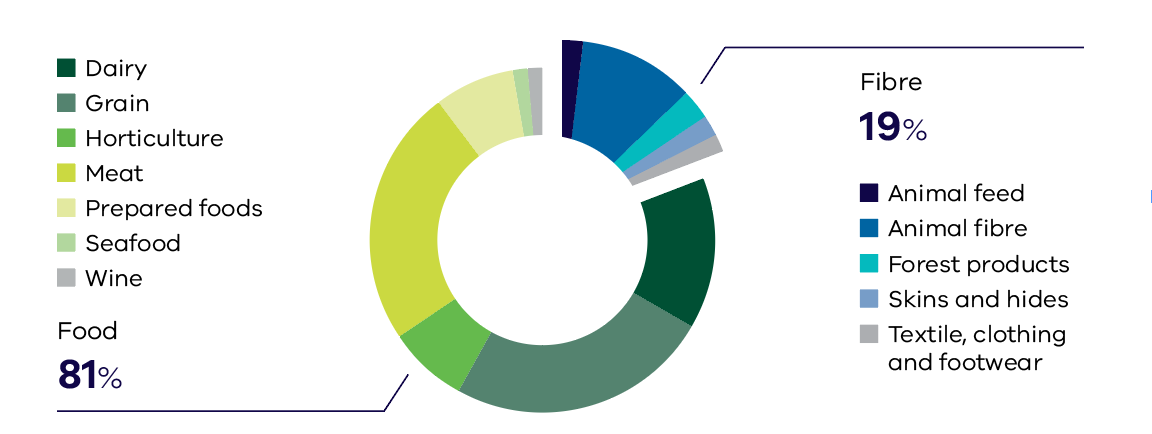 Dairy
Grain
Horticulture
Meat
Prepared foods
Seafood
Wine
Food
81%
Fibre
19%
Animal feed
Animal fibre
Forest products
Skins and hides
Textile, clothing
and footwear